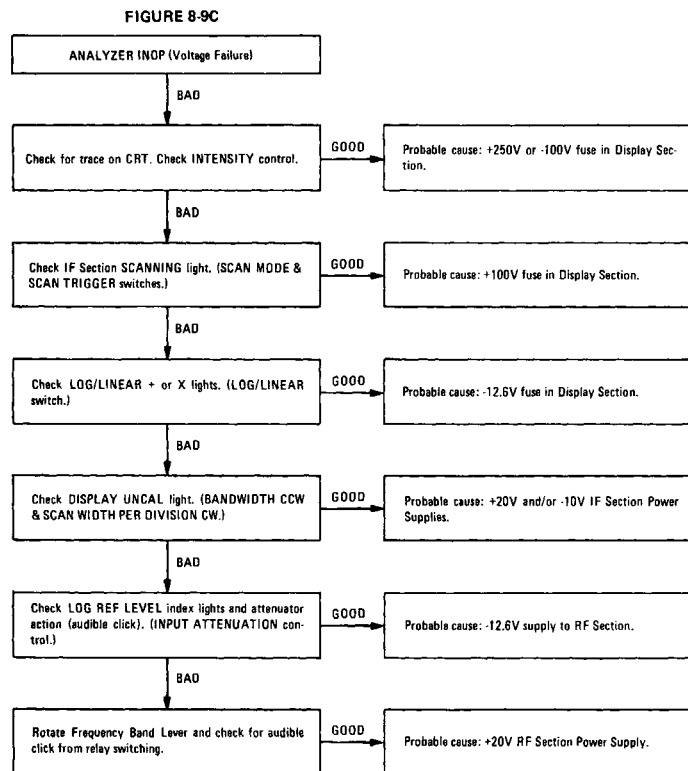 FIGURE 8-9C
ANALYZER INOP (Voltage Failure)
BAD
Check for trace on CRT. Check INTENSITY control.
GOOD
Probable cause: +250V or -100V fuse in Display Sec-
tion.
BAD
Check IF Section SCANNING light. (SCAN MODE &
SCAN TRIGGER switches.)
GOOD
Probable cause: +100V fuse in Display Section.
BAD
Check LOG/LINEAR + or X lights. (LOG/LINEAR
switch.)
GOOD
Probable cause: -12.6V fuse in Display Section.
BAD
Check DISPLAY UNCAL light. (BANDWIDTH CCW
& SCAN WIDTH PER DIVISION CW.)
GOOD
Probable cause: +20V and/or -10V IF Section Power
Supplies.
BAD
Check LOG REF LEVEL index lights and attenuator
action (audible click). (INPUT ATTENUATION con-
trol.)
GOOD
Probable cause: -12.6V supply to RF Section.
BAD
Rotate Frequency Band Lever and check for audible
click from relay switching.
GOOD
Probable cause: +20V RF Section Power Supply.